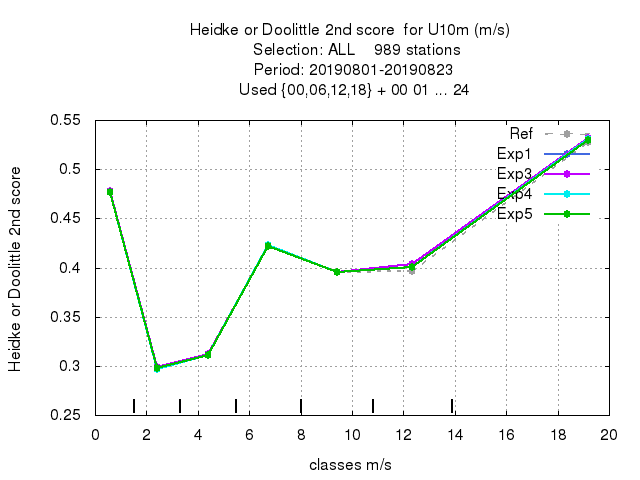 Heidke or Doolittle 2nd score  for U10m (m/s)
Selection: ALL    989 stations
Period: 20190801-20190823
Used {00,06,12,18} + 00 01 ... 24
Heidke or Doolittle 2nd score
0.55
0.5
0.45
0.4
0.35
0.3
0.25
Ref
Exp1
Exp3
Exp4
Exp5
0 2 4 6 8 10 12 14 16 18 20
classes m/s